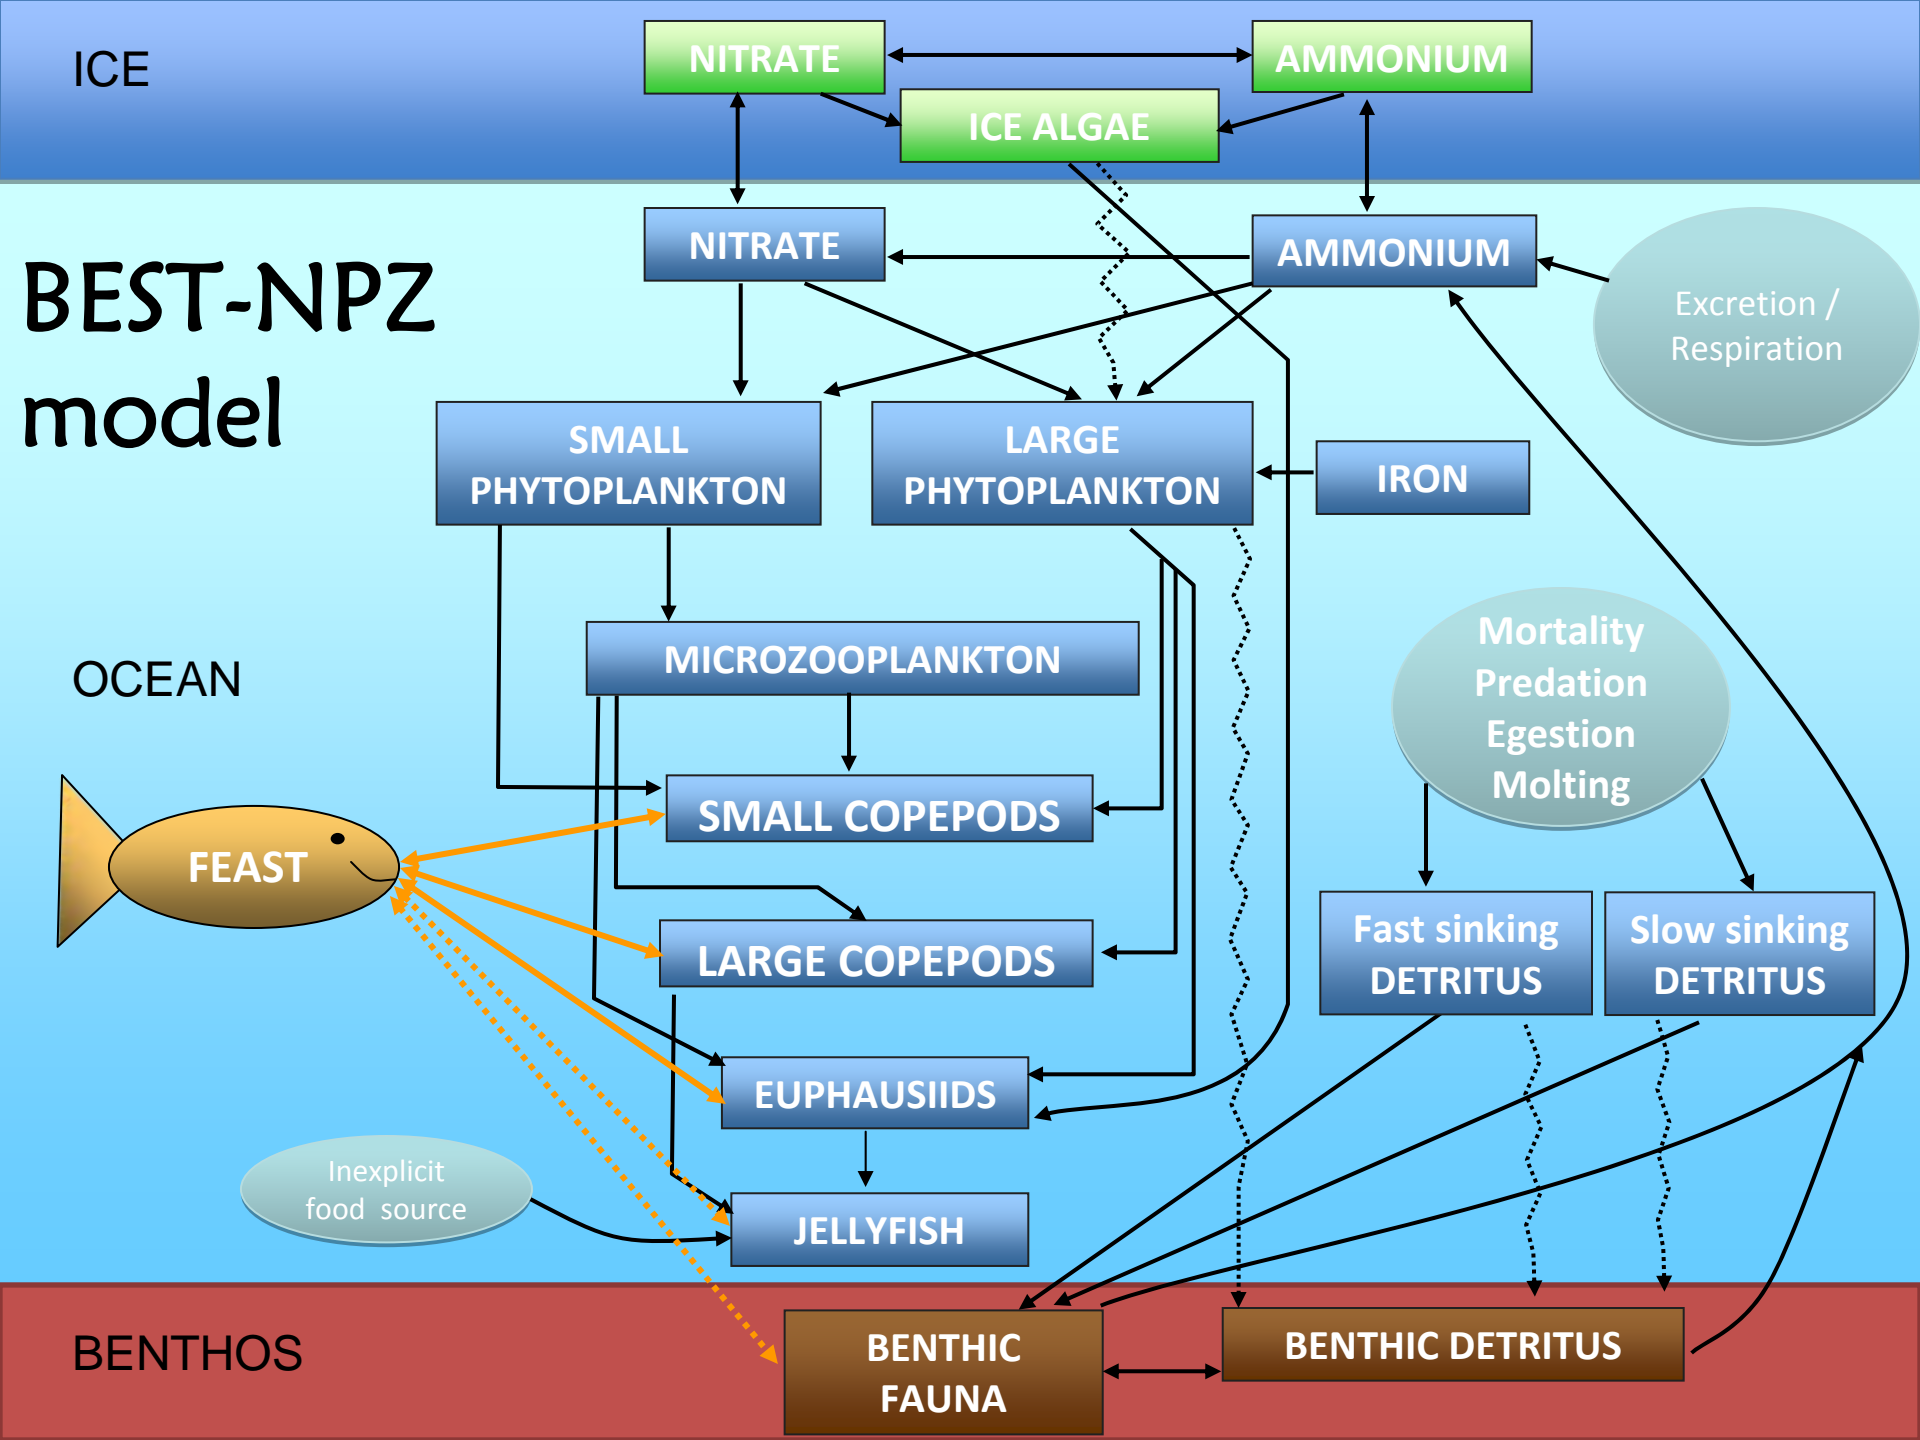 ICE
NITRATE
AMMONIUM
ICE ALGAE
NITRATE
AMMONIUM
BEST-NPZ
model
Excretion /
Respiration
SMALL
PHYTOPLANKTON
LARGE
PHYTOPLANKTON
IRON
OCEAN
MICROZOOPLANKTON
Mortality
Predation
Egestion
Molting
SMALL COPEPODS
FEAST
LARGE COPEPODS
Fast sinking
DETRITUS
Slow sinking
DETRITUS
EUPHAUSIIDS
Inexplicit
food source
JELLYFISH
BENTHOS
BENTHIC
FAUNA
BENTHIC DETRITUS